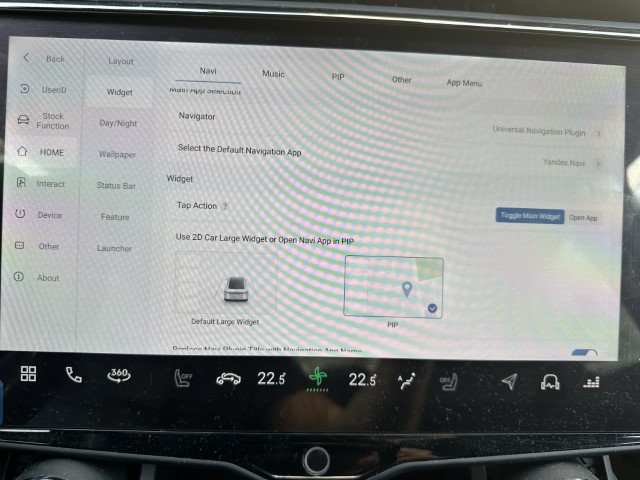 Back
UserID
Stock
Function
HOME
Interact
Device
Other
About
Layout
Widget
Day/Night
Wallpaper
Status Bar
Feature
Launcher
Navi
Music
PIP
Other
App Menu
Main App Selection
Navigator
Universal Navigation Plugin
Select the Default Navigation App
Yandex.Navi
Widget
Tap Action ?
Toggle Main Widget Open App
Use 2D Car Large Widget or Open Navi App in PIP
Default Large Widget
PIP
Replace Navi Plugin Title with Navigation App Name
360
OFF
22.5
22.5
OFF